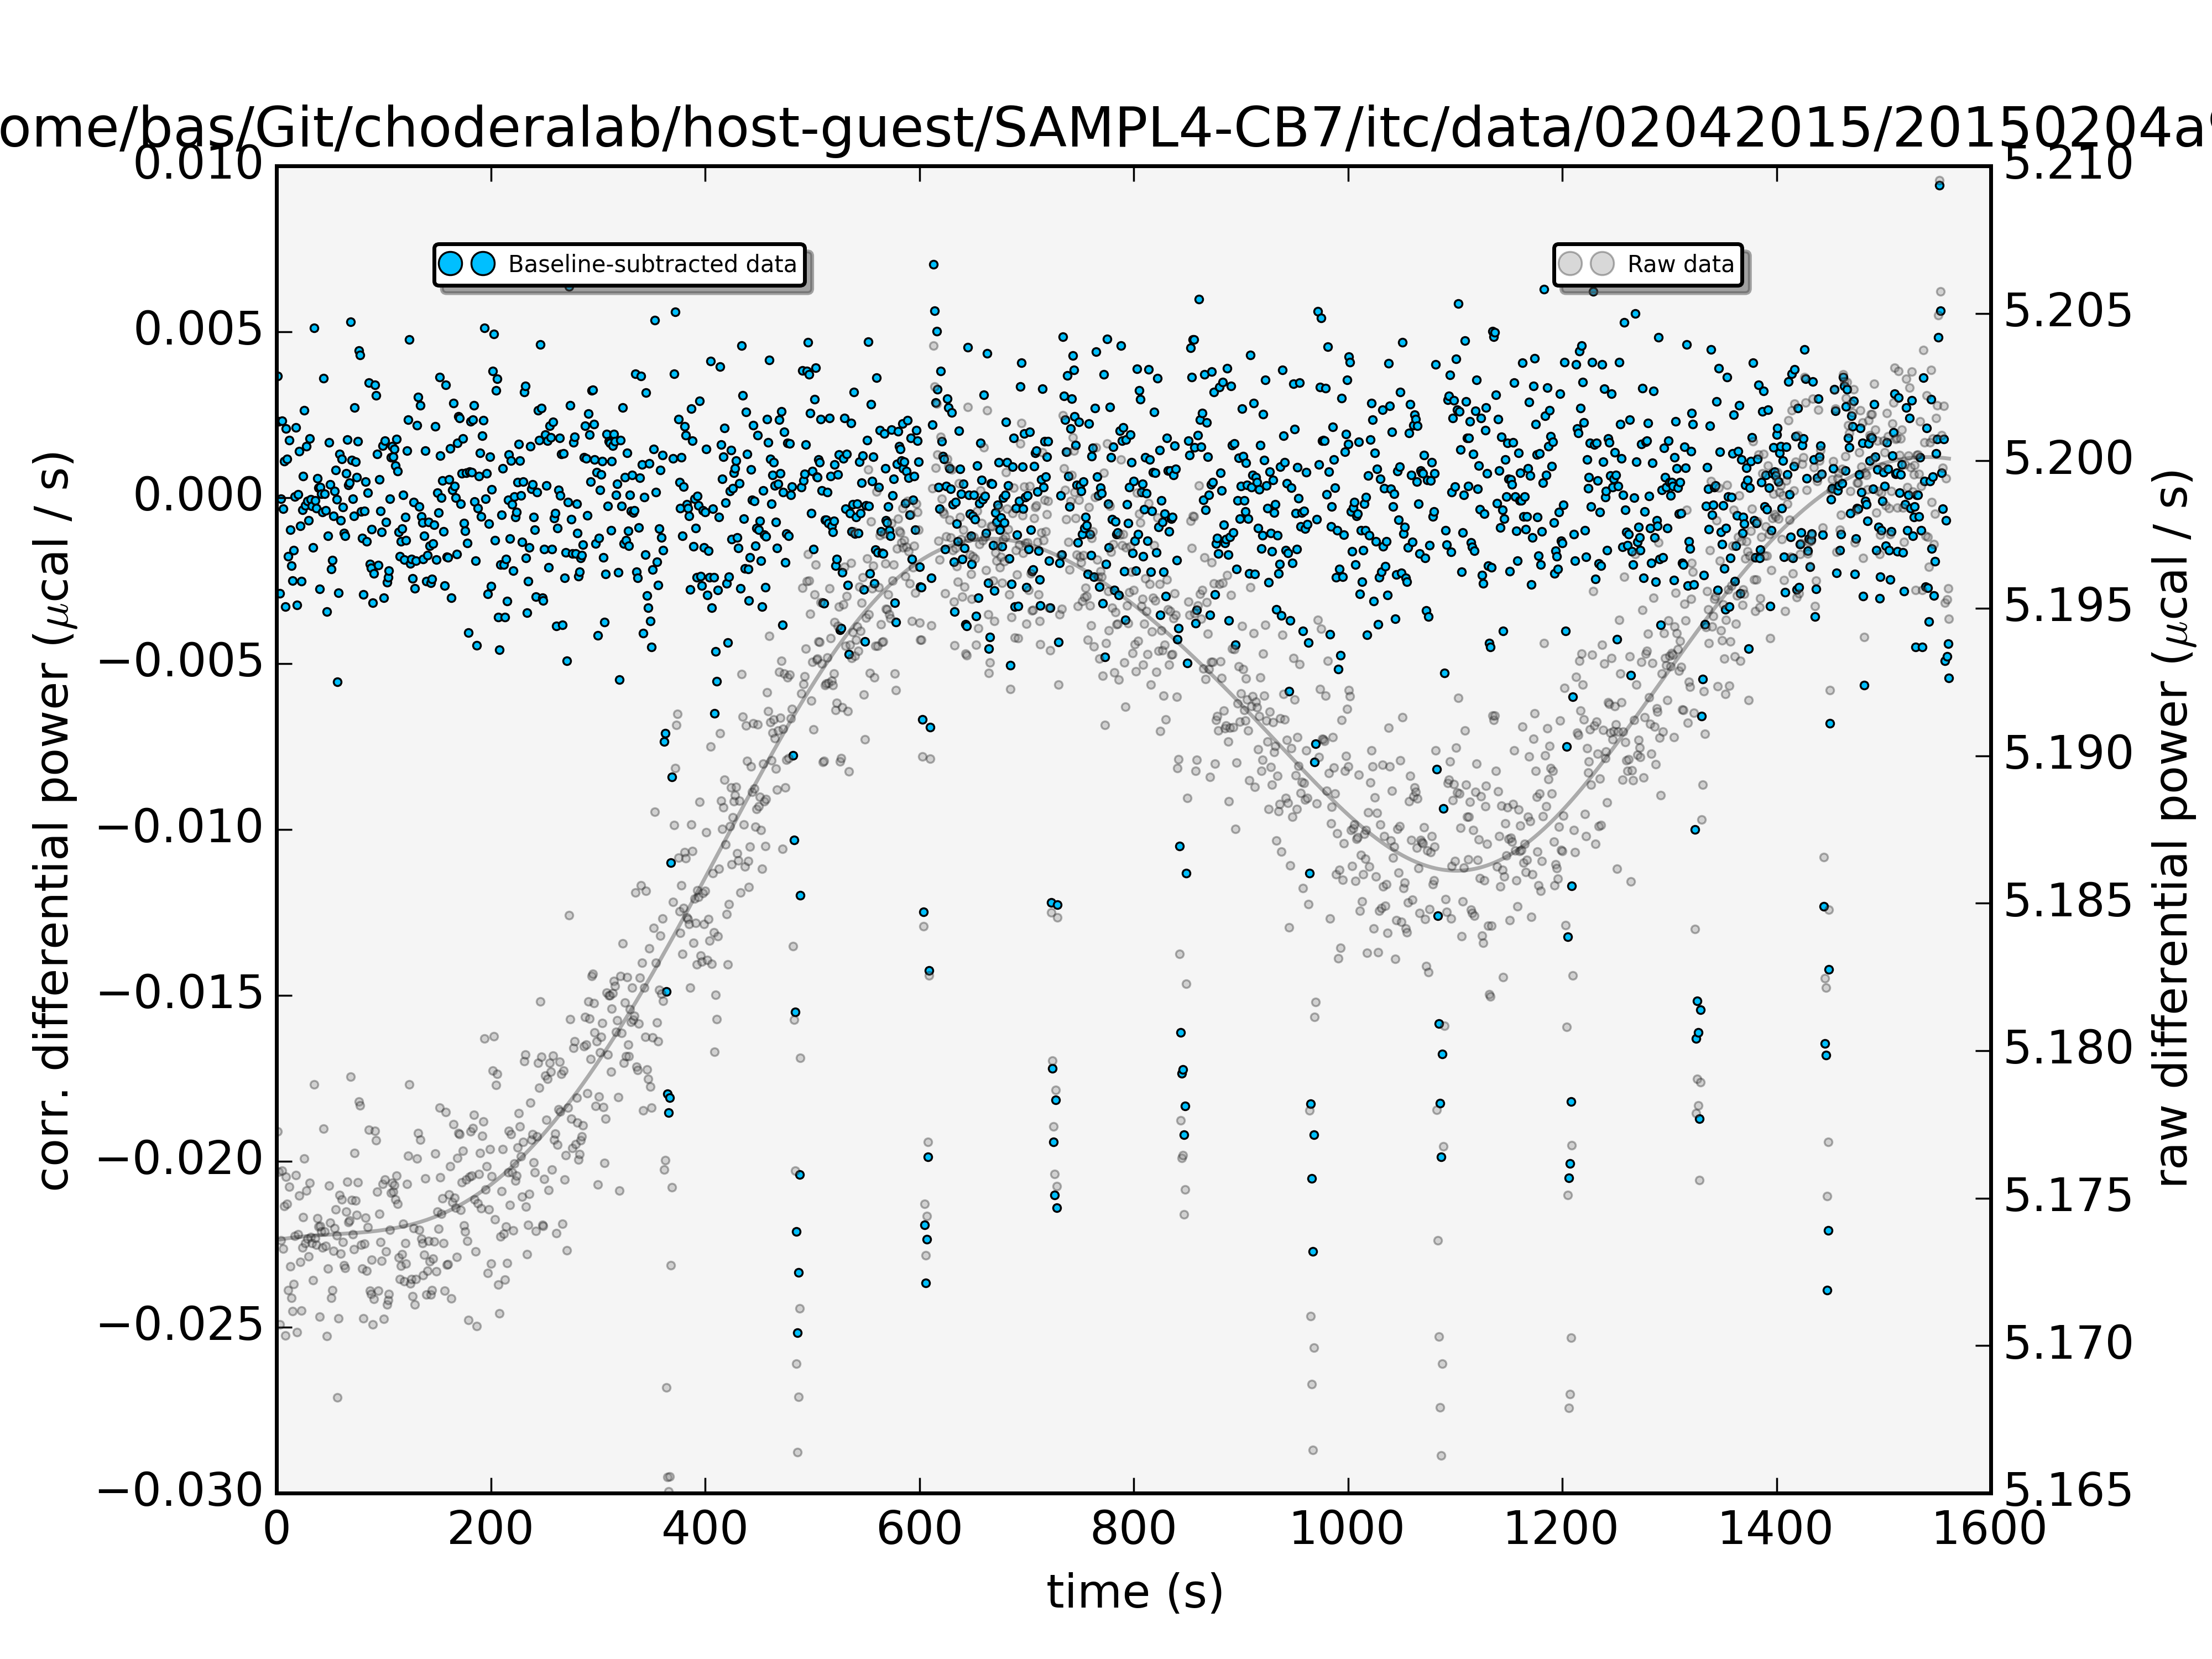 ome/bas/Git/choderalab/host-guest/SAMPL4-CB7/itc/data/02042015/20150204a
Baseline-subtracted data
Raw data
corr. differential power (μcal / s)
0.010
0.005
0.000
−0.005
−0.010
−0.015
−0.020
−0.025
−0.030
5.210
5.205
5.200
5.195
5.190
5.185
5.180
5.175
5.170
5.165
raw differential power (μcal / s)
0 200 400 600 800 1000 1200 1400 1600
time (s)